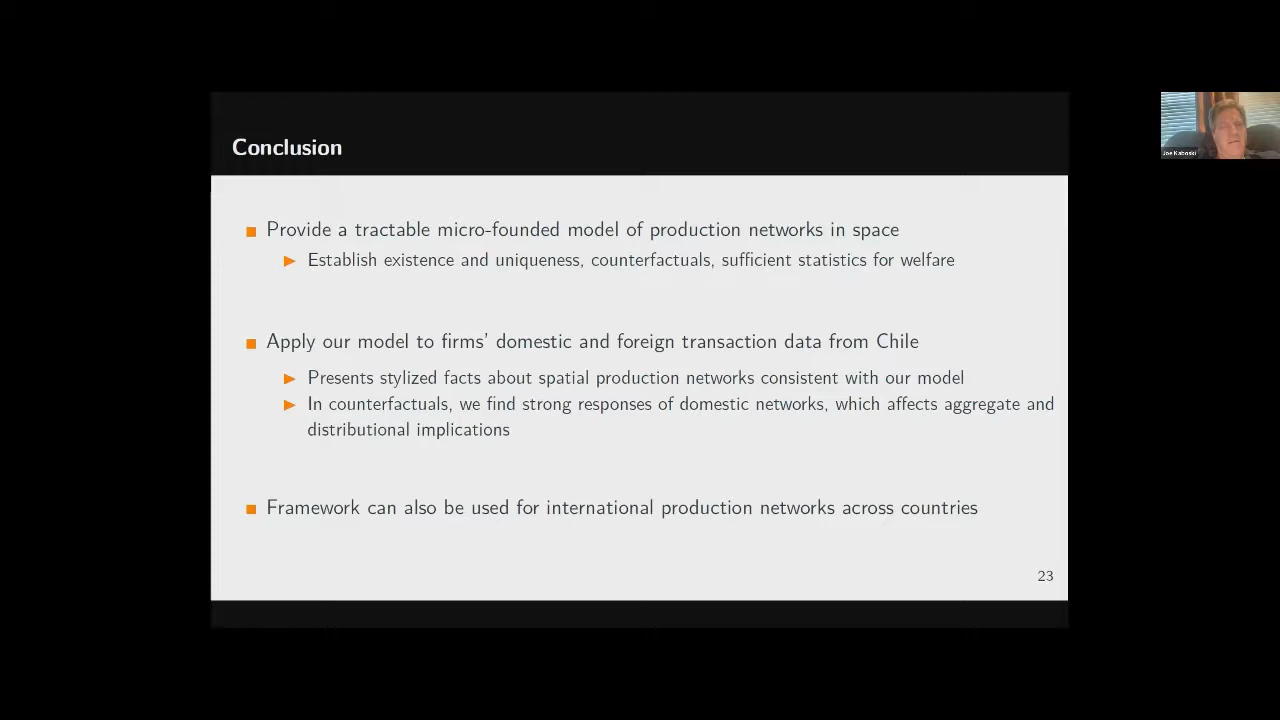 Conclusion
Joe Kaboski
Provide a tractable micro-founded model of production networks in space
Establish existence and uniqueness, counterfactuals, sufficient statistics for welfare
Apply our model to firms' domestic and foreign transaction data from Chile
Presents stylized facts about spatial production networks consistent with our model
In counterfactuals, we find strong responses of domestic networks, which affects aggregate and
distributional implications
Framework can also be used for international production networks across countries
23